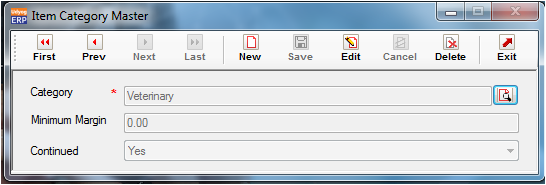 Udyog
ERP
Item Category Master
First Prev Next Last New Save Edit Cancel Delete Exit
Category * Veterinary
Minimum Margin 0.00
Continued Yes